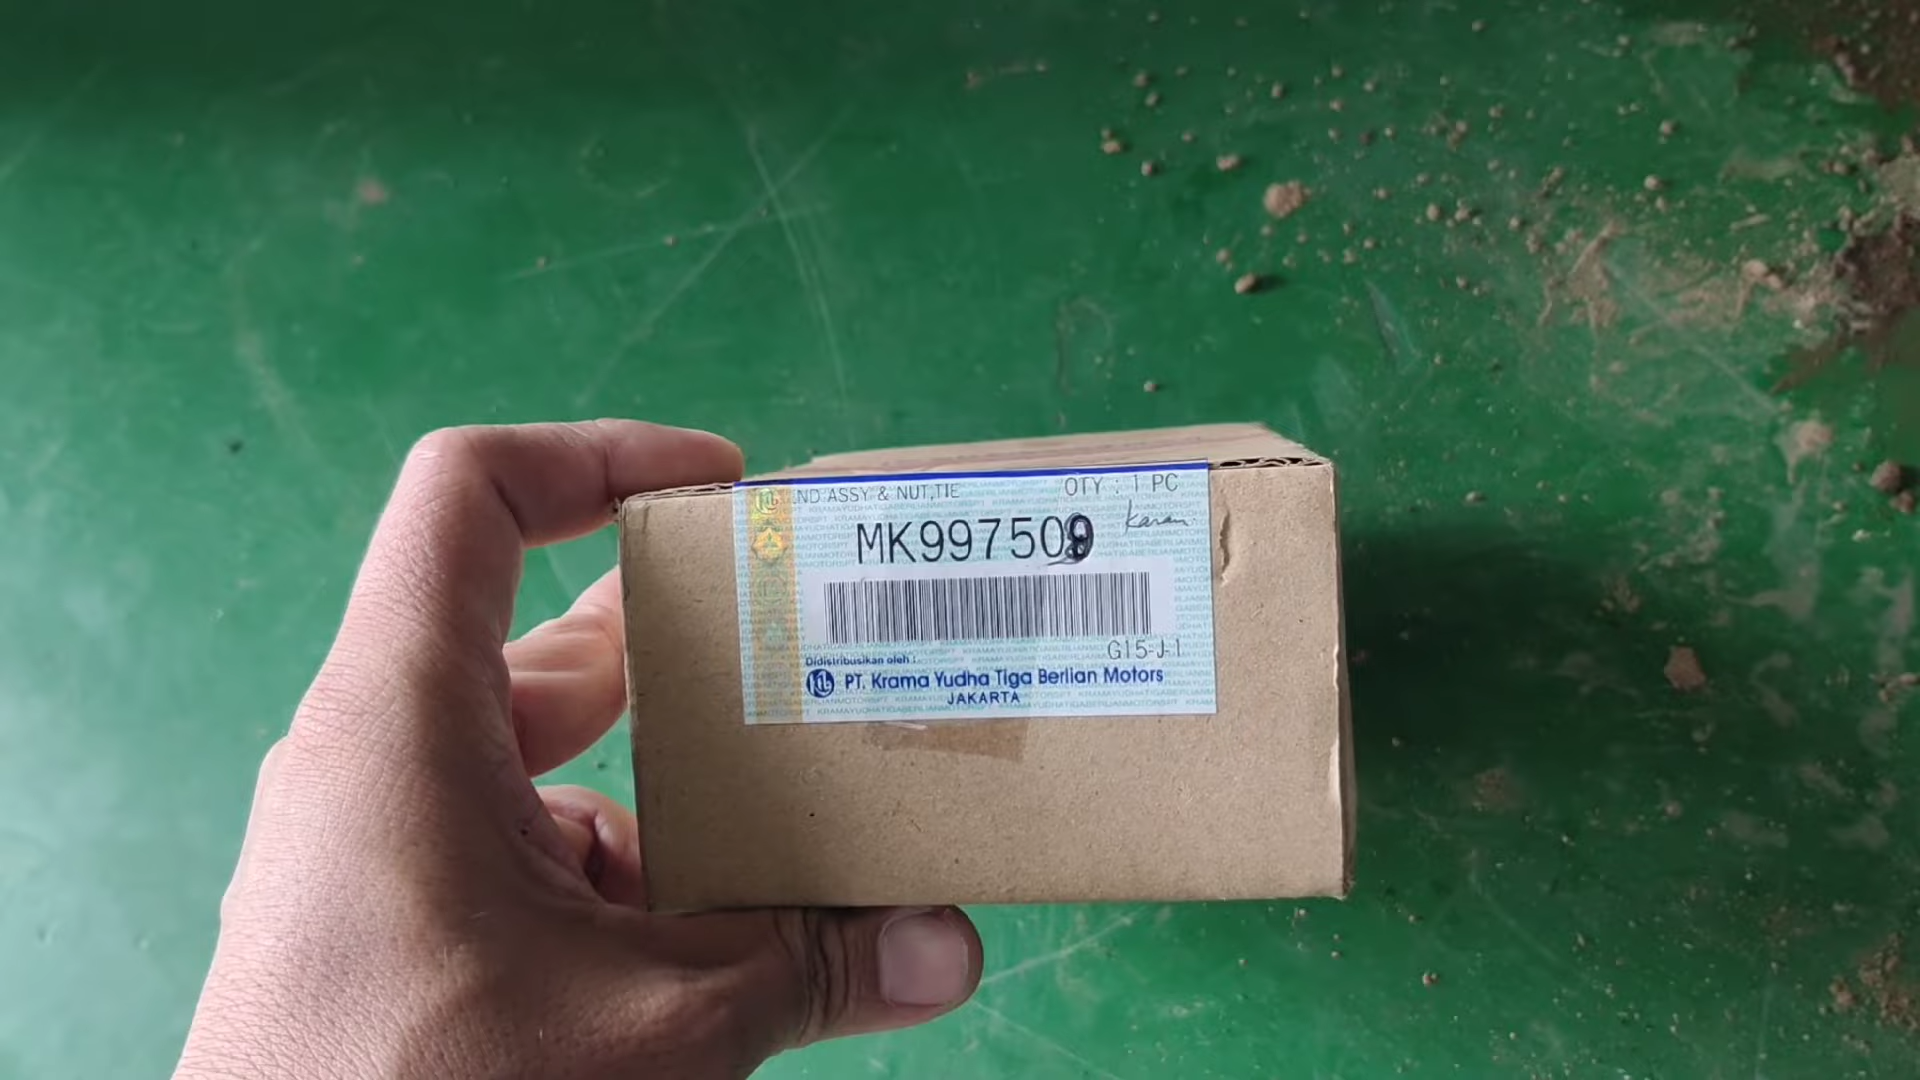 ND ASSY & NUT,TIE QTY : 1 PC
MK997509
G15-J-1
Didistribusikan oleh :
PT. Krama Yudha Tiga Berlian Motors
JAKARTA